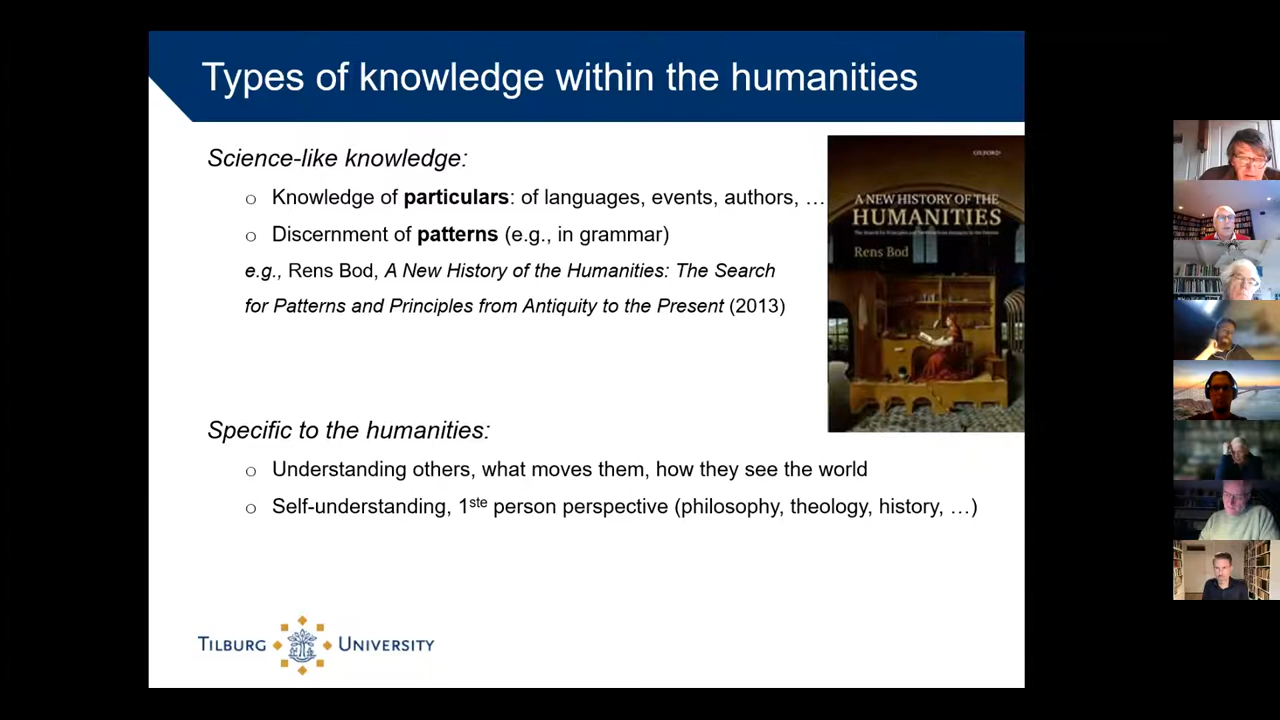 Types of knowledge within the humanities
Science-like knowledge:
Knowledge of particulars: of languages, events, authors, …
Discernment of patterns (e.g., in grammar)
e.g., Rens Bod, A New History of the Humanities: The Search
for Patterns and Principles from Antiquity to the Present (2013)
OXFORD
A NEW HISTORY OF THE
HUMANITIES
The Search for Principles and Patterns from Antiquity to the Present
Rens Bod
Specific to the humanities:
Understanding others, what moves them, how they see the world
Self-understanding, 1ste person perspective (philosophy, theology, history, …)
TILBURG UNIVERSITY